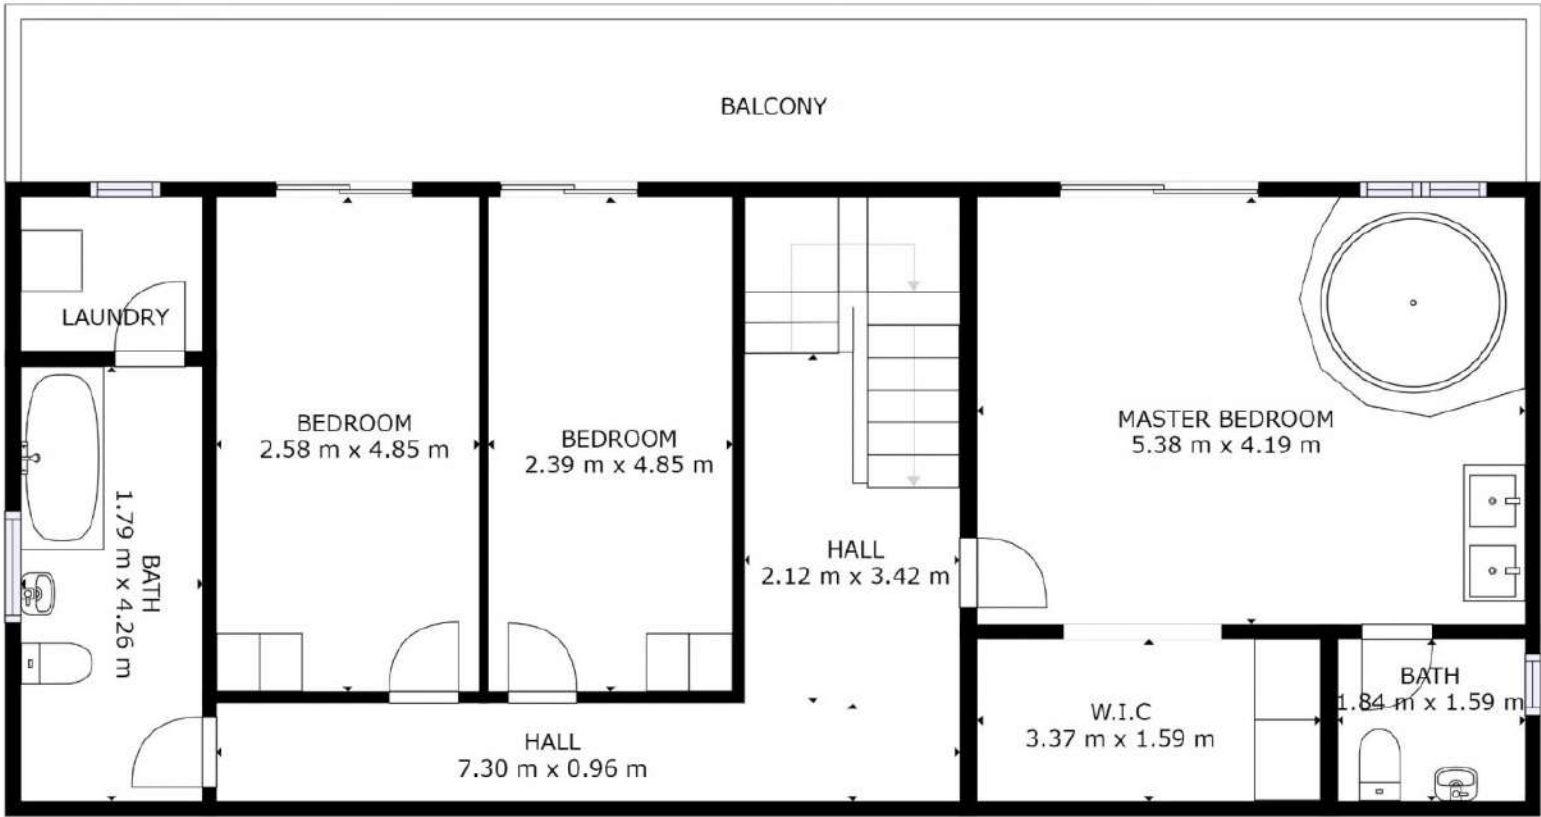 BALCONY
LAUNDRY
BEDROOM
2.58 m x 4.85 m
BEDROOM
2.39 m x 4.85 m
MASTER BEDROOM
5.38 m x 4.19 m
BATH
1.79 m x 4.26 m
HALL
2.12 m x 3.42 m
BATH
1.84 m x 1.59 m
W.I.C
3.37 m x 1.59 m
HALL
7.30 m x 0.96 m